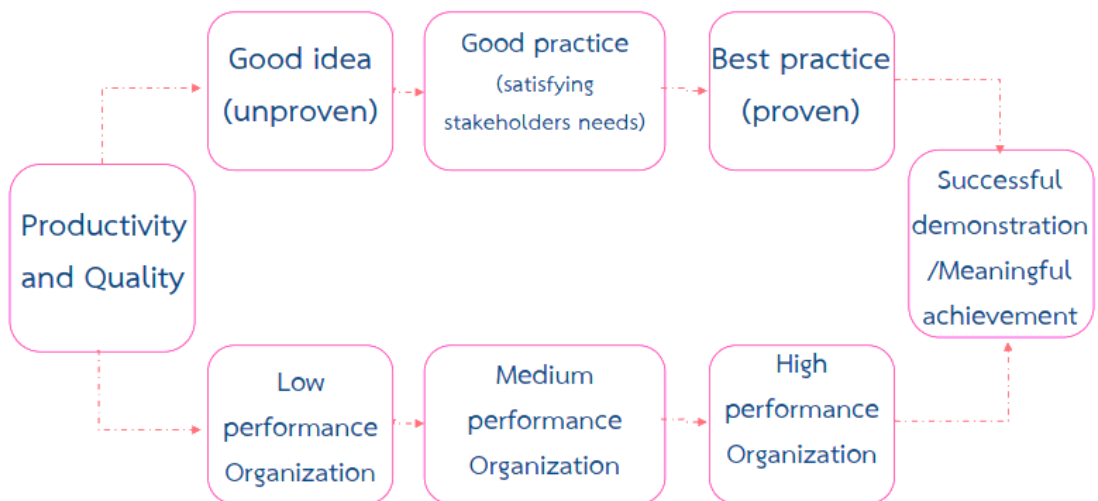 Good idea
(unproven)
Good practice
(satisfying
stakeholders needs)
Best practice
(proven)
Productivity
and Quality
Successful
demonstration
/Meaningful
achievement
Low
performance
Organization
Medium
performance
Organization
High
performance
Organization